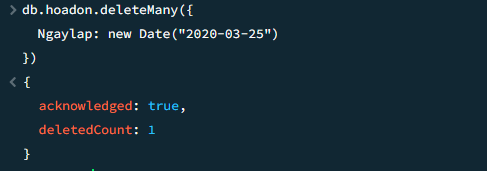 > db.hoadon.deleteMany({
Ngaylap: new Date("2020-03-25")
})
< {
acknowledged: true,
deletedCount: 1
}